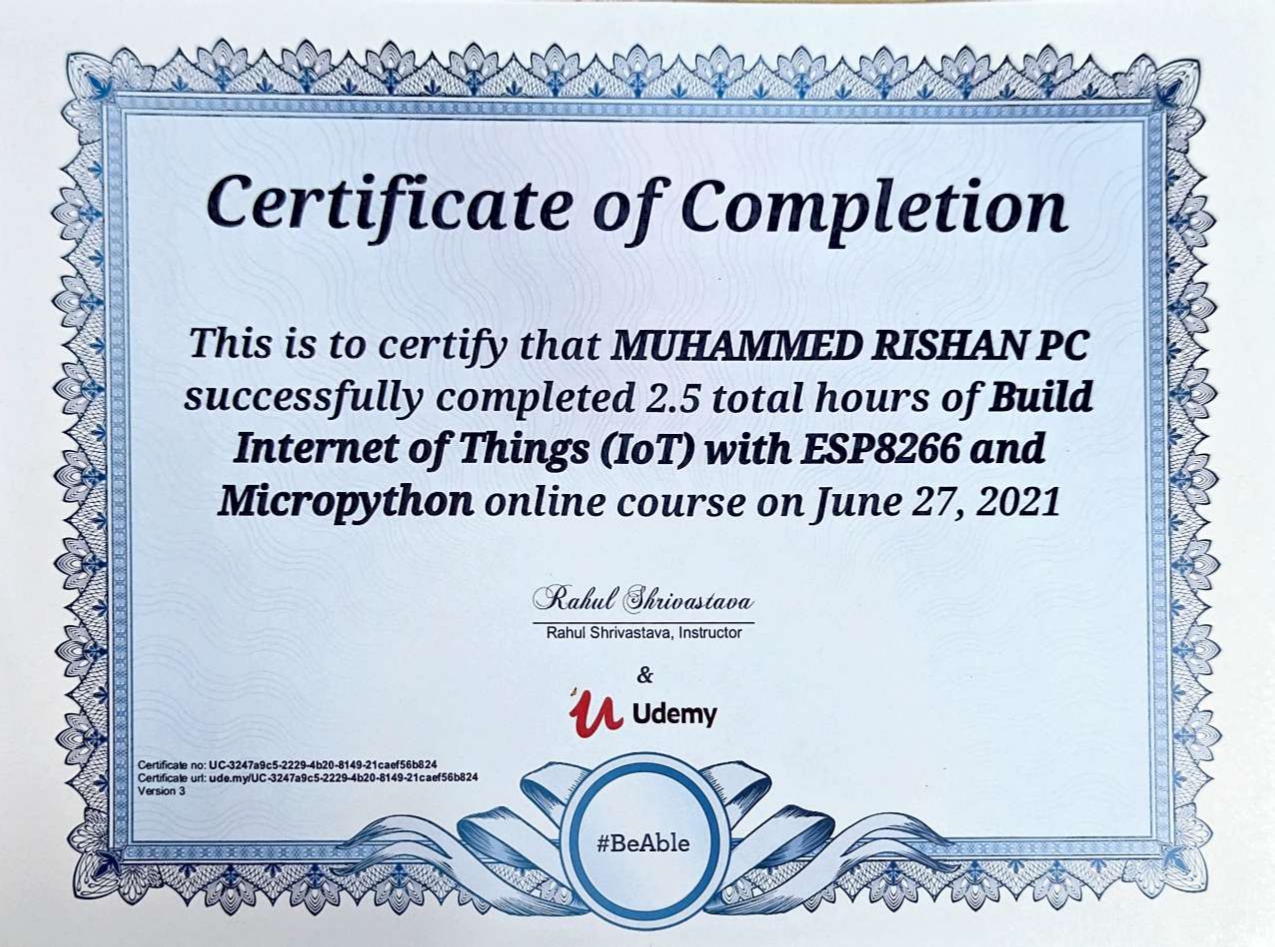 Certificate of Completion
This is to certify that MUHAMMED RISHAN PC
successfully completed 2.5 total hours of Build
Internet of Things (IoT) with ESP8266 and
Micropython online course on June 27, 2021
Rahul Shrivastava
Rahul Shrivastava, Instructor
&
Udemy
Certificate no: UC-3247a9c5-2229-4b20-8149-21caef56b824
Certificate url: ude.my/UC-3247a9c5-2229-4b20-8149-21caef56b824
Version 3
#BeAble